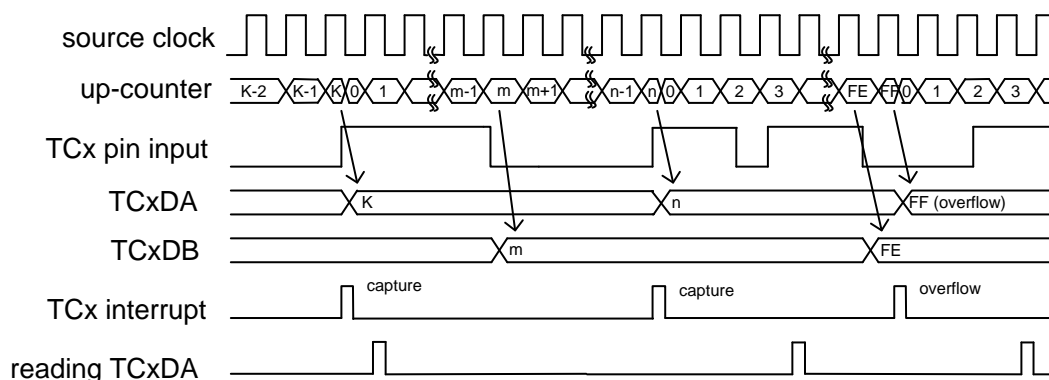 source clock
up-counter K-2 K-1 K 0 1 m-1 m m+1 n-1 n 0 1 2 3 FE FF 0 1 2 3
TCx pin input
TCxDA K n FF (overflow)
TCxDB m FE
TCx interrupt capture capture overflow
reading TCxDA